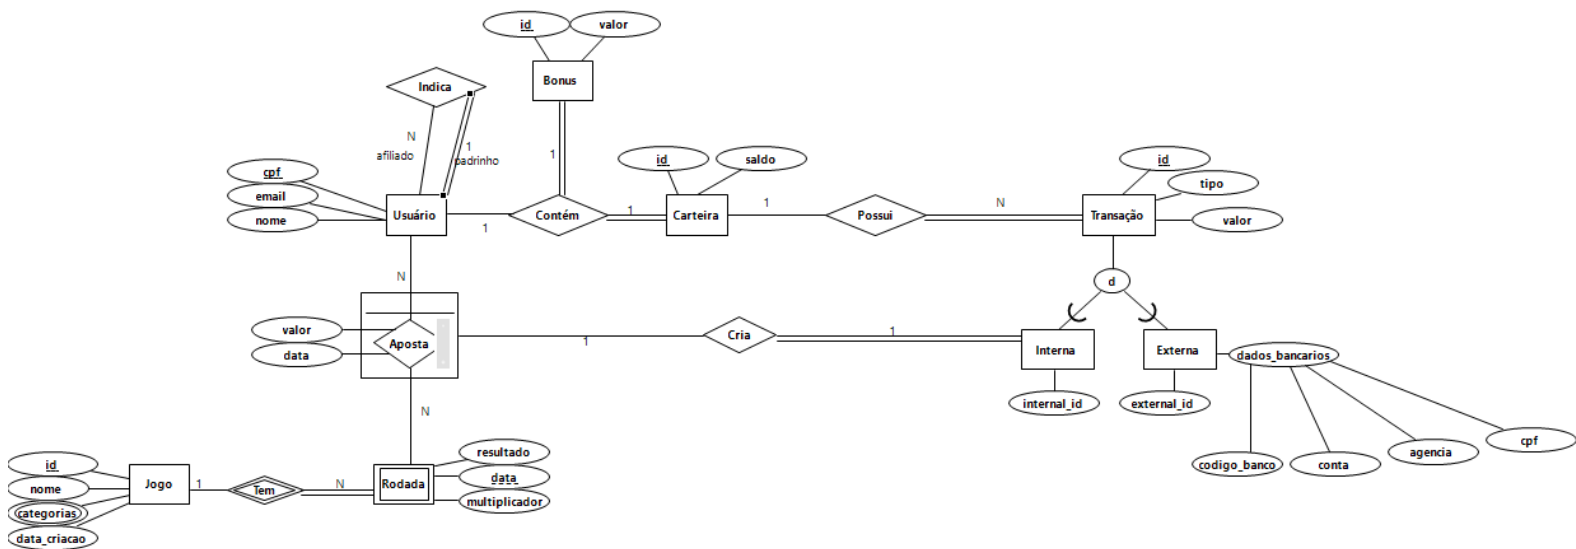 id
valor
Bonus
Indica
N
afiliado
1
padrinho
1
id
saldo
id
tipo
valor
cpf
email
nome
Usuário
1
Contém
1
Carteira
1
Possui
N
Transação
N
d
valor
data
Aposta
1
Cria
1
Interna
Externa
dados_bancarios
internal_id
external_id
N
codigo_banco
conta
agencia
cpf
id
nome
categorias
data_criacao
Jogo
1
Tem
N
Rodada
resultado
data
multiplicador